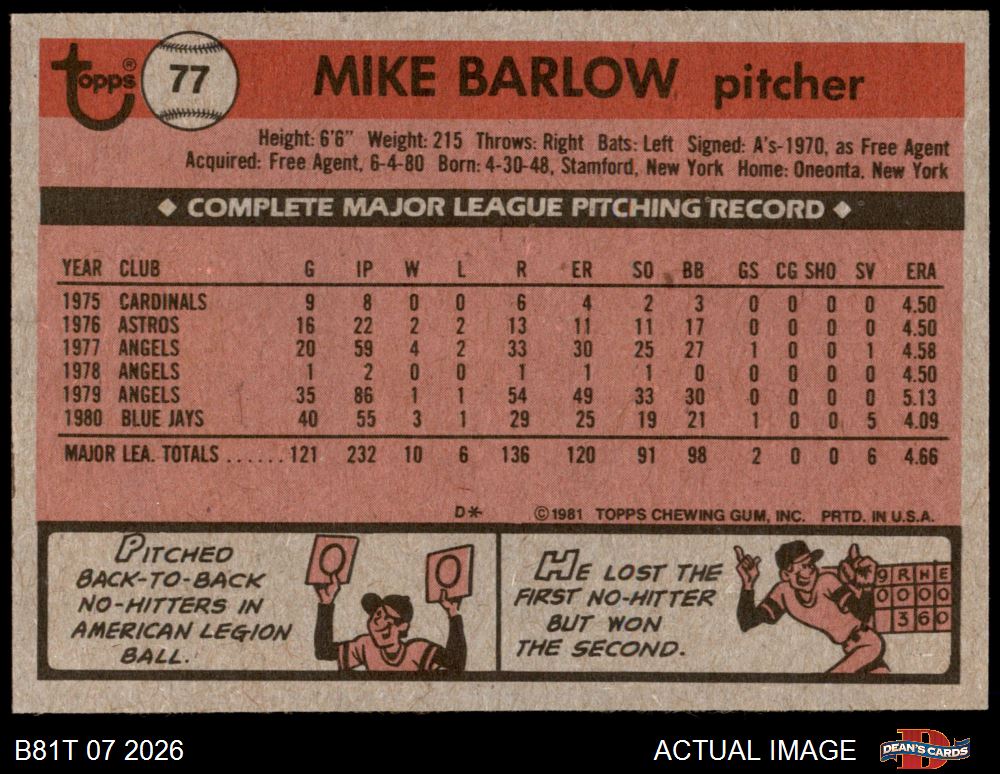 Topps® 77 MIKE BARLOW pitcher
Height: 6'6" Weight: 215 Throws: Right Bats: Left Signed: A's-1970, as Free Agent
Acquired: Free Agent, 6-4-80 Born: 4-30-48, Stamford, New York Home: Oneonta, New York
◆ COMPLETE MAJOR LEAGUE PITCHING RECORD ◆
YEAR CLUB G IP W L R ER SO BB GS CG SHO SV ERA
1975 CARDINALS 9 8 0 0 6 4 2 3 0 0 0 0 4.50
1976 ASTROS 16 22 2 2 13 11 11 17 0 0 0 0 4.50
1977 ANGELS 20 59 4 2 33 30 25 27 1 0 0 1 4.58
1978 ANGELS 1 2 0 0 1 1 1 0 0 0 0 0 4.50
1979 ANGELS 35 86 1 1 54 49 33 30 0 0 0 0 5.13
1980 BLUE JAYS 40 55 3 1 29 25 19 21 1 0 0 5 4.09
MAJOR LEA. TOTALS ...... 121 232 10 6 136 120 91 98 2 0 0 6 4.66
D* ©1981 TOPPS CHEWING GUM, INC. PRTD. IN U.S.A.
PITCHED
BACK-TO-BACK
NO-HITTERS IN
AMERICAN LEGION
BALL.
0 0
HE LOST THE
FIRST NO-HITTER
BUT WON
THE SECOND.
9 R H E
0 0 0 0
3 6 0
B81T 07 2026 ACTUAL IMAGE DEAN'S CARDS